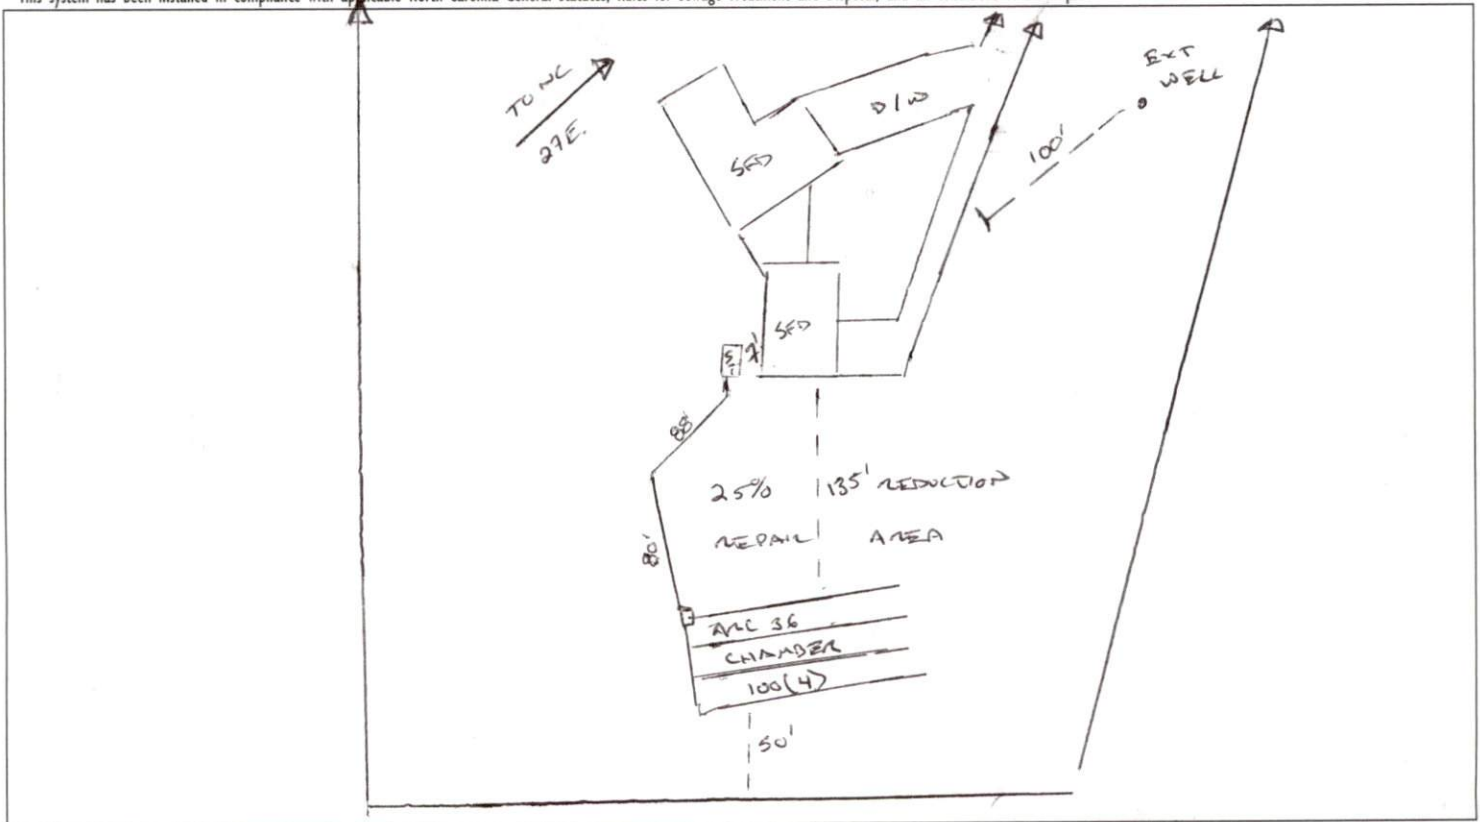 TO NC
27E.
EXT
WELL
D/W
SFD
100'
SFD
88'
25% 135' REDUCTION
REPAIR AREA
80'
ARC 36
CHAMBER
100(4)
50'